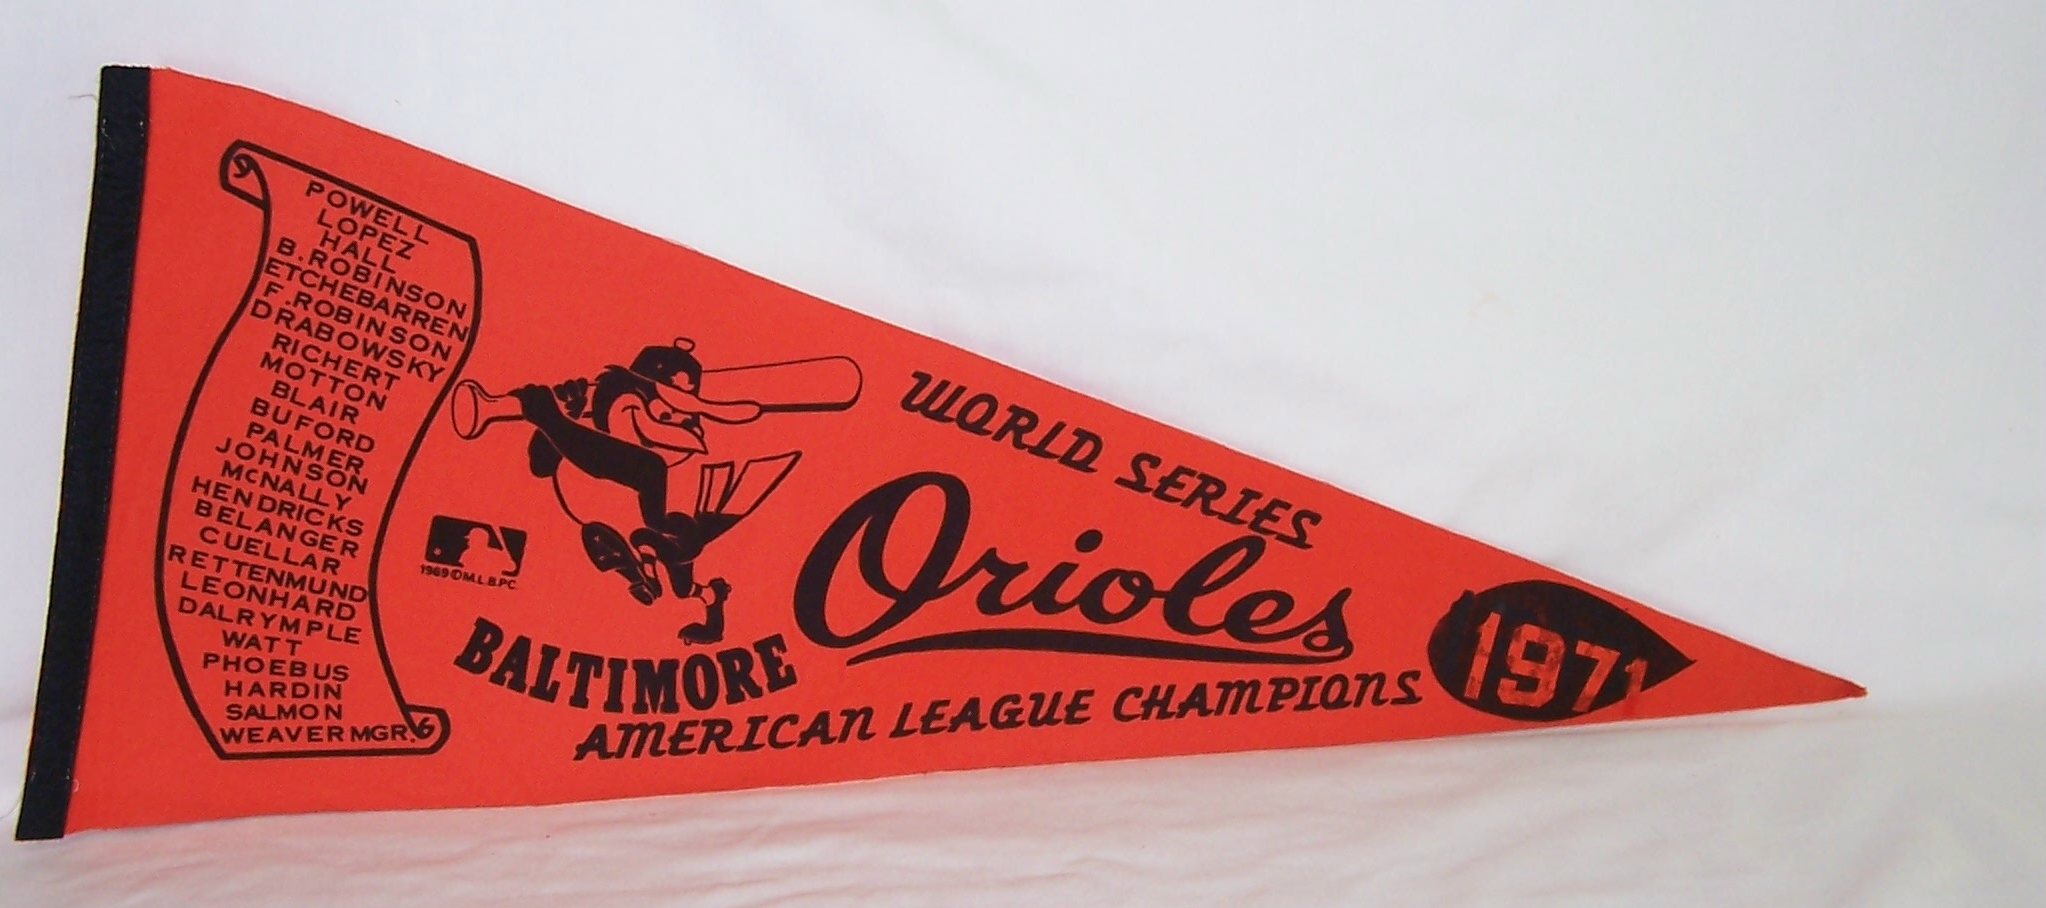 POWELL
LOPEZ
HALL
B. ROBINSON
ETCHEBARREN
F. ROBINSON
DRABOWSKY
RICHERT
MOTTON
BLAIR
BUFORD
PALMER
JOHNSON
McNALLY
HENDRICKS
BELANGER
CUELLAR
RETTENMUND
LEONHARD
DALRYMPLE
WATT
PHOEBUS
HARDIN
SALMON
WEAVER MGR.
1969 © M.L.B.P.C.
WORLD SERIES
BALTIMORE
Orioles
AMERICAN LEAGUE CHAMPIONS
1971